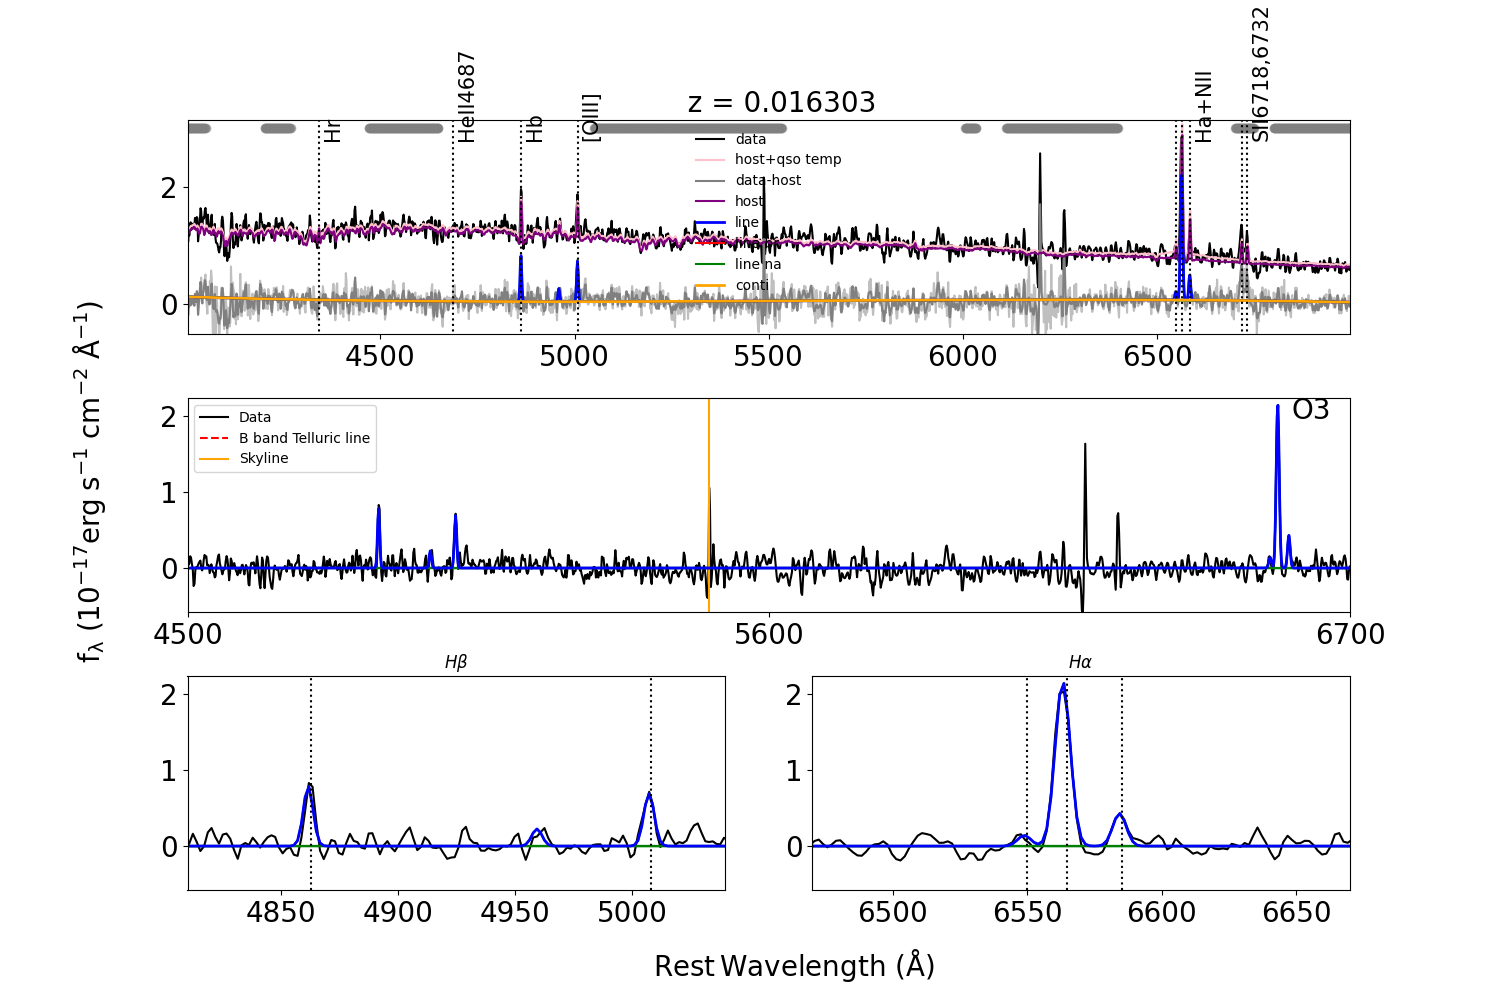 z = 0.016303
Hr
HeII4687
Hb
[OIII]
Ha+NII
SII6718,6732
data
host+qso temp
data-host
host
line
line na
conti
2
0
4500 5000 5500 6000 6500
fλ (10−17erg s−1 cm−2 Å−1)
Data
B band Telluric line
Skyline
O3
2
1
0
4500 5600 6700
Hβ
2
1
0
4850 4900 4950 5000
Hα
2
1
0
6500 6550 6600 6650
Rest Wavelength (Å)